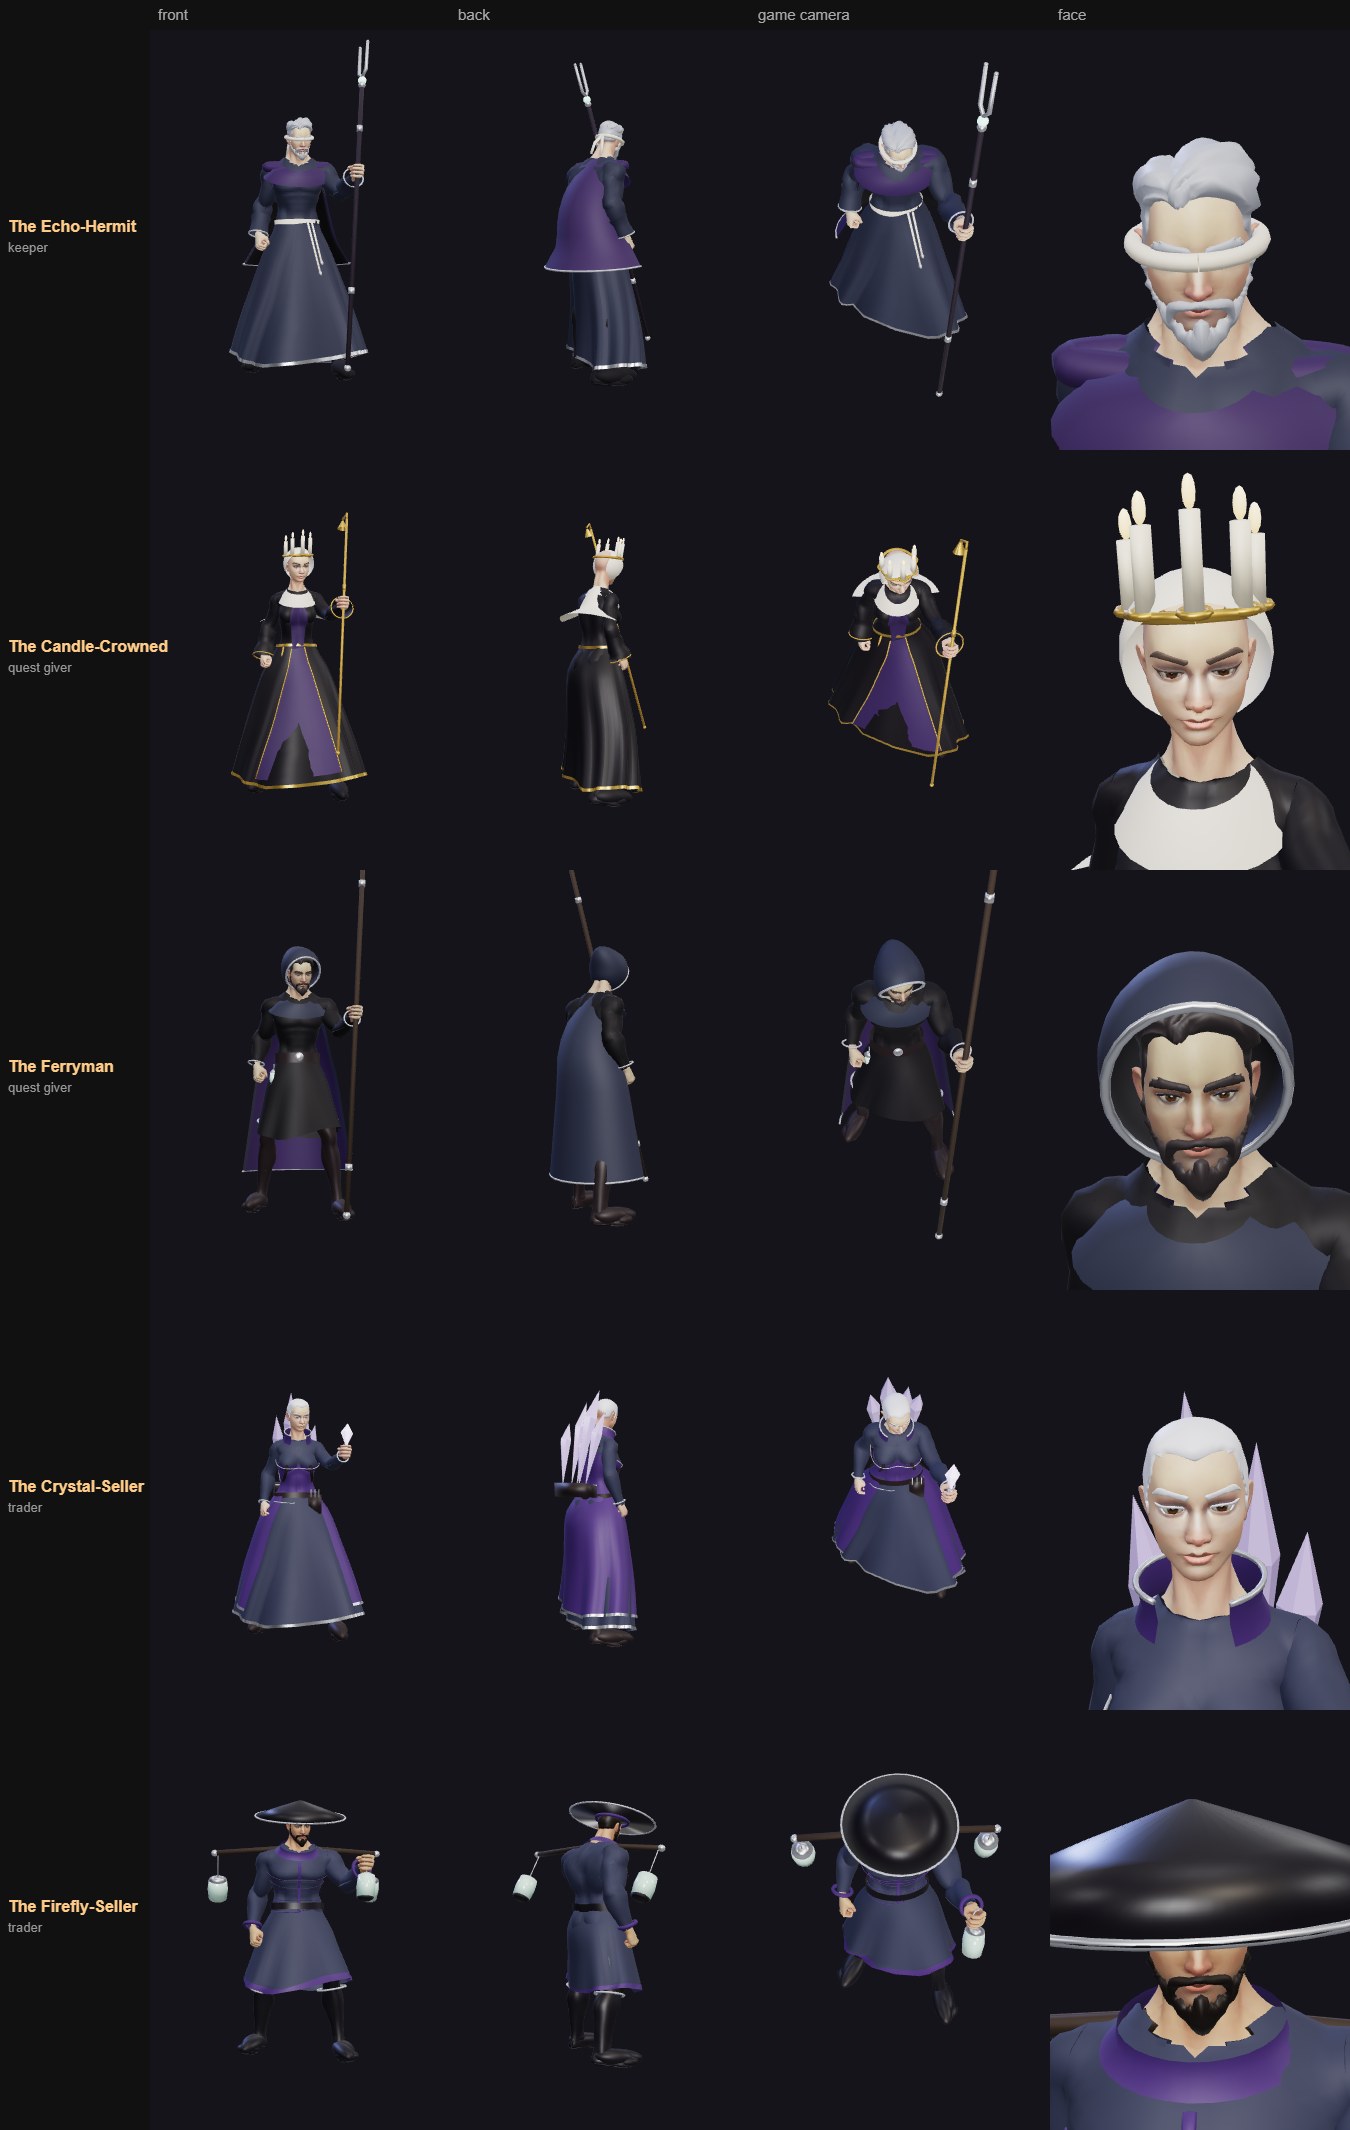 front back game camera face
The Echo-Hermit
keeper
The Candle-Crowned
quest giver
The Ferryman
quest giver
The Crystal-Seller
trader
The Firefly-Seller
trader